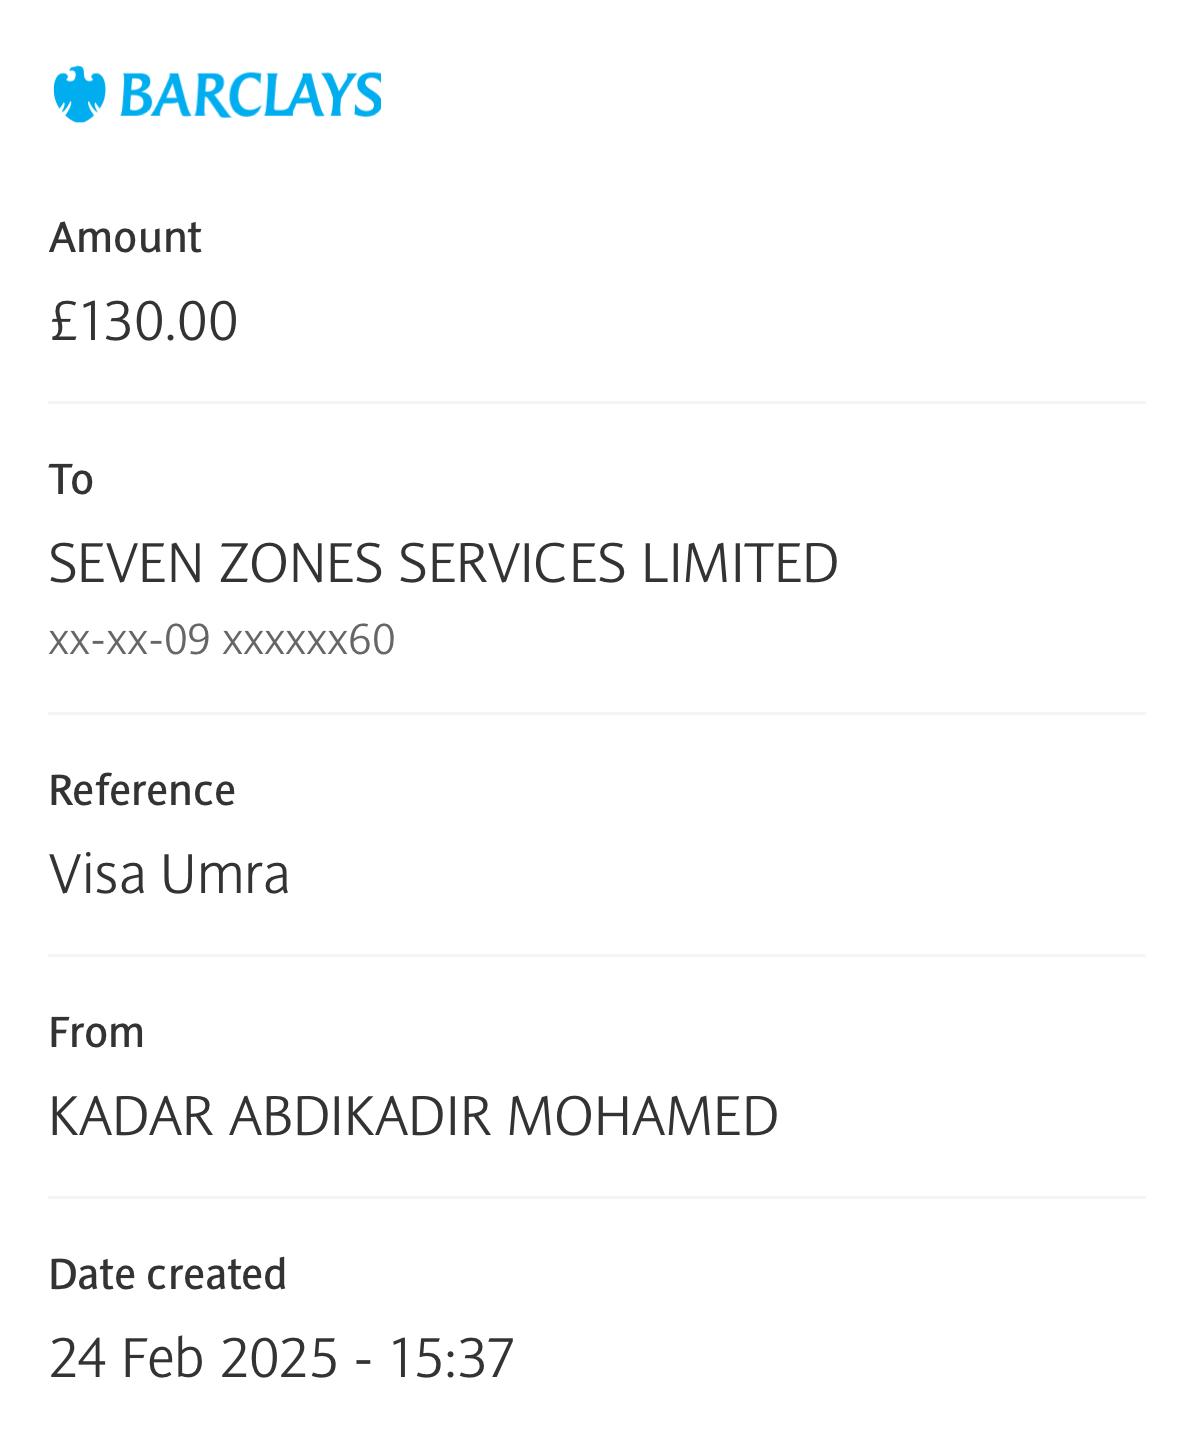 BARCLAYS
Amount
£130.00
To
SEVEN ZONES SERVICES LIMITED
xx-xx-09 xxxxxx60
Reference
Visa Umra
From
KADAR ABDIKADIR MOHAMED
Date created
24 Feb 2025 - 15:37